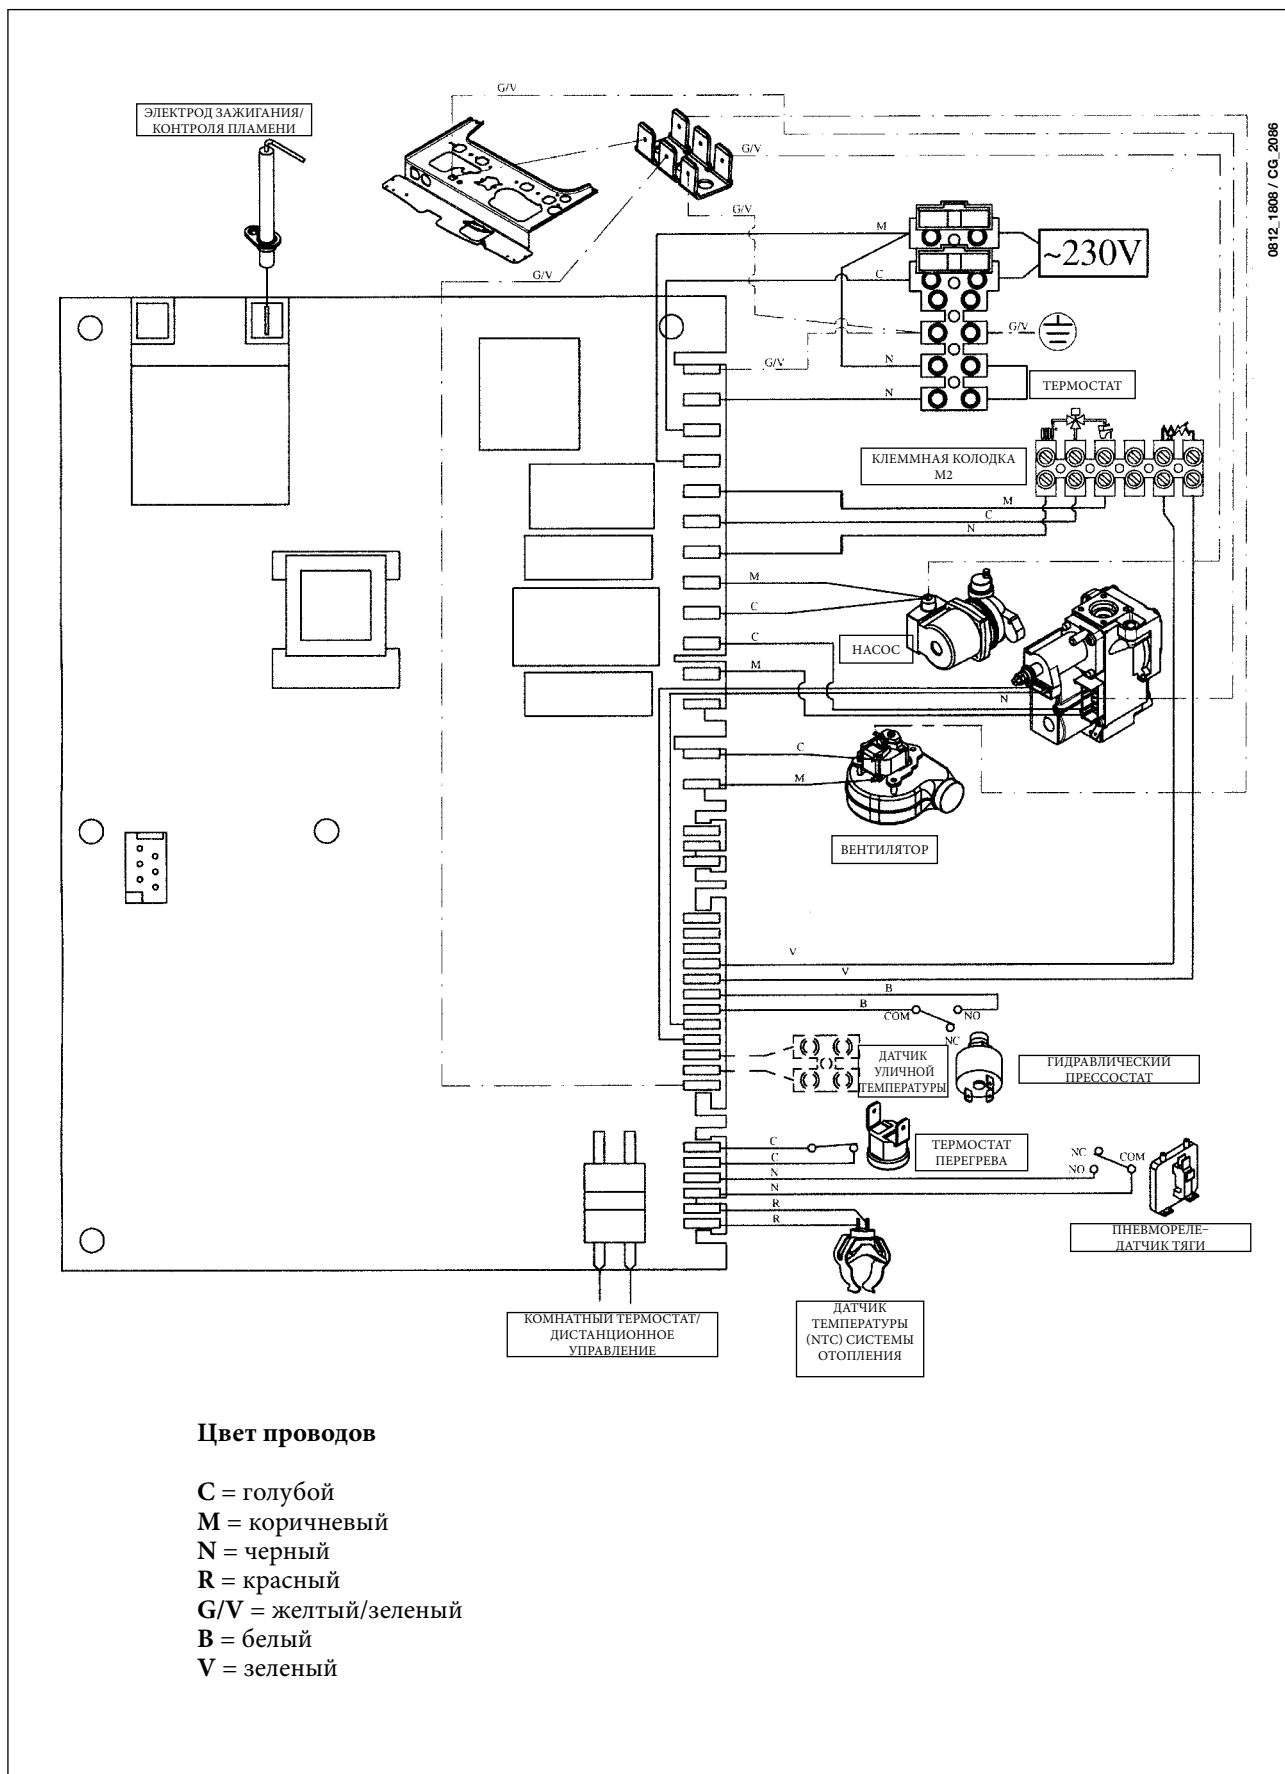 G/V
ЭЛЕКТРОД ЗАЖИГАНИЯ/
КОНТРОЛЯ ПЛАМЕНИ
0812_1808 / CG_2086
G/V
G/V
M
~230V
G/V
C
G/V
G/V
N
ТЕРМОСТАТ
N
КЛЕММНАЯ КОЛОДКА
M2
M
C
N
M
C
C
НАСОС
M
N
C
M
ВЕНТИЛЯТОР
V
V
B
B
COM
NO
NC
ДАТЧИК
УЛИЧНОЙ
ТЕМПЕРАТУРЫ
ГИДРАВЛИЧЕСКИЙ
ПРЕССОСТАТ
C
C
N
N
R
R
ТЕРМОСТАТ
ПЕРЕГРЕВА
NC
NO
COM
ПНЕВМОРЕЛЕ-
ДАТЧИК ТЯГИ
КОМНАТНЫЙ ТЕРМОСТАТ/
ДИСТАНЦИОННОЕ
УПРАВЛЕНИЕ
ДАТЧИК
ТЕМПЕРАТУРЫ
(NTC) СИСТЕМЫ
ОТОПЛЕНИЯ
Цвет проводов
C = голубой
M = коричневый
N = черный
R = красный
G/V = желтый/зеленый
B = белый
V = зеленый